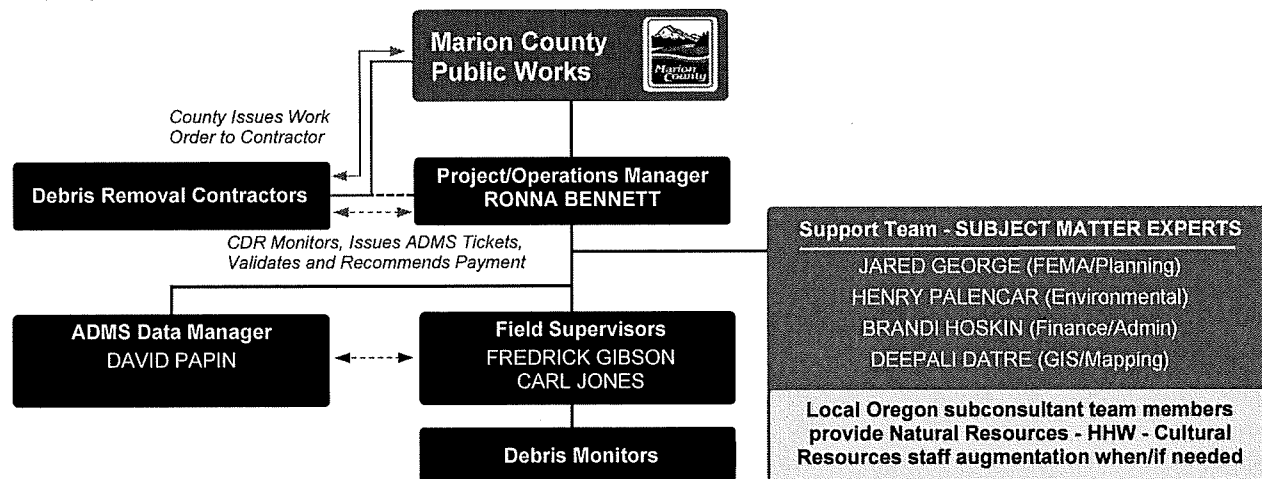 Marion County
Public Works
Marion
County
County Issues Work
Order to Contractor
Debris Removal Contractors
Project/Operations Manager
RONNA BENNETT
CDR Monitors, Issues ADMS Tickets,
Validates and Recommends Payment
Support Team - SUBJECT MATTER EXPERTS
JARED GEORGE (FEMA/Planning)
HENRY PALENCAR (Environmental)
BRANDI HOSKIN (Finance/Admin)
DEEPALI DATRE (GIS/Mapping)
Local Oregon subconsultant team members
provide Natural Resources - HHW - Cultural
Resources staff augmentation when/if needed
ADMS Data Manager
DAVID PAPIN
Field Supervisors
FREDRICK GIBSON
CARL JONES
Debris Monitors